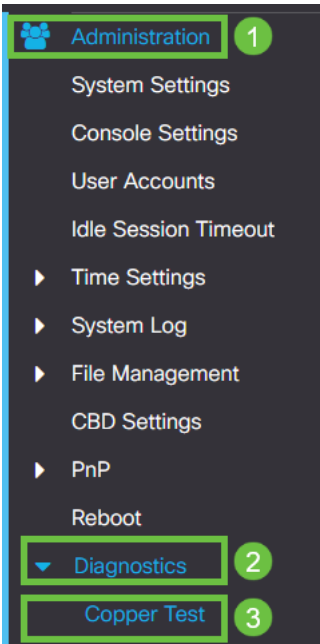 Administration 1
System Settings
Console Settings
User Accounts
Idle Session Timeout
Time Settings
System Log
File Management
CBD Settings
PnP
Reboot
Diagnostics 2
Copper Test 3